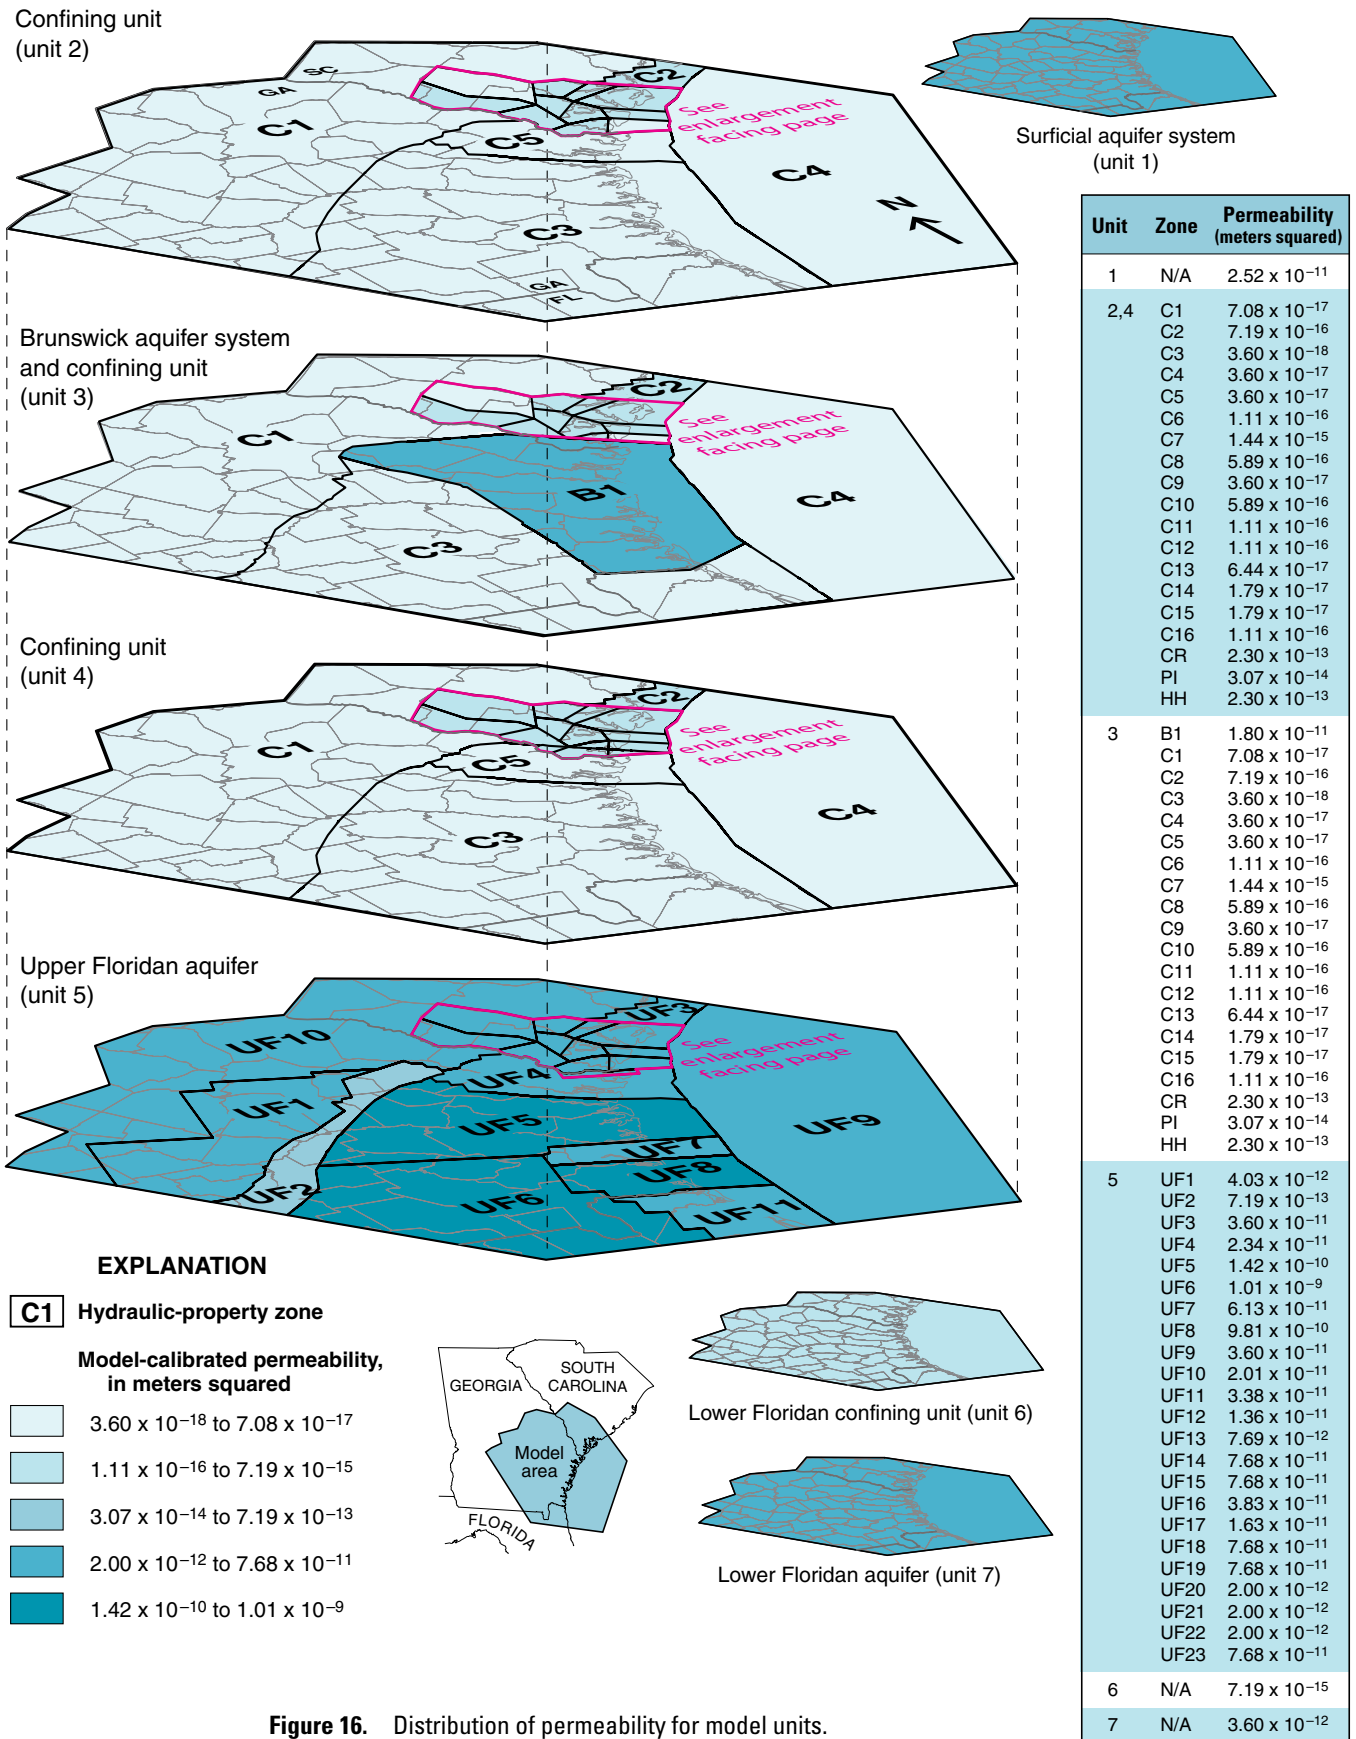 Confining unit
(unit 2)
SC
GA
C1
C2
C5
See
enlargement
facing page
C4
N
C3
GA
FL
Surficial aquifer system
(unit 1)
Brunswick aquifer system
and confining unit
(unit 3)
C2
C1
See
enlargement
facing page
B1
C4
C3
Confining unit
(unit 4)
C2
C1
See
enlargement
facing page
C5
C4
C3
Upper Floridan aquifer
(unit 5)
UF3
UF10
See
enlargement
facing page
UF4
UF1
UF5
UF9
UF7
UF8
UF2
UF6
UF11
EXPLANATION
C1 Hydraulic-property zone
Model-calibrated permeability,
in meters squared
3.60 x 10⁻¹⁸ to 7.08 x 10⁻¹⁷
1.11 x 10⁻¹⁶ to 7.19 x 10⁻¹⁵
3.07 x 10⁻¹⁴ to 7.19 x 10⁻¹³
2.00 x 10⁻¹² to 7.68 x 10⁻¹¹
1.42 x 10⁻¹⁰ to 1.01 x 10⁻⁹
GEORGIA
SOUTH
CAROLINA
Model
area
FLORIDA
Lower Floridan confining unit (unit 6)
Lower Floridan aquifer (unit 7)
Unit Zone Permeability
(meters squared)
1 N/A 2.52 x 10⁻¹¹
2,4 C1 7.08 x 10⁻¹⁷
C2 7.19 x 10⁻¹⁶
C3 3.60 x 10⁻¹⁸
C4 3.60 x 10⁻¹⁷
C5 3.60 x 10⁻¹⁷
C6 1.11 x 10⁻¹⁶
C7 1.44 x 10⁻¹⁵
C8 5.89 x 10⁻¹⁶
C9 3.60 x 10⁻¹⁷
C10 5.89 x 10⁻¹⁶
C11 1.11 x 10⁻¹⁶
C12 1.11 x 10⁻¹⁶
C13 6.44 x 10⁻¹⁷
C14 1.79 x 10⁻¹⁷
C15 1.79 x 10⁻¹⁷
C16 1.11 x 10⁻¹⁶
CR 2.30 x 10⁻¹³
PI 3.07 x 10⁻¹⁴
HH 2.30 x 10⁻¹³
3 B1 1.80 x 10⁻¹¹
C1 7.08 x 10⁻¹⁷
C2 7.19 x 10⁻¹⁶
C3 3.60 x 10⁻¹⁸
C4 3.60 x 10⁻¹⁷
C5 3.60 x 10⁻¹⁷
C6 1.11 x 10⁻¹⁶
C7 1.44 x 10⁻¹⁵
C8 5.89 x 10⁻¹⁶
C9 3.60 x 10⁻¹⁷
C10 5.89 x 10⁻¹⁶
C11 1.11 x 10⁻¹⁶
C12 1.11 x 10⁻¹⁶
C13 6.44 x 10⁻¹⁷
C14 1.79 x 10⁻¹⁷
C15 1.79 x 10⁻¹⁷
C16 1.11 x 10⁻¹⁶
CR 2.30 x 10⁻¹³
PI 3.07 x 10⁻¹⁴
HH 2.30 x 10⁻¹³
5 UF1 4.03 x 10⁻¹²
UF2 7.19 x 10⁻¹³
UF3 3.60 x 10⁻¹¹
UF4 2.34 x 10⁻¹¹
UF5 1.42 x 10⁻¹⁰
UF6 1.01 x 10⁻⁹
UF7 6.13 x 10⁻¹¹
UF8 9.81 x 10⁻¹⁰
UF9 3.60 x 10⁻¹¹
UF10 2.01 x 10⁻¹¹
UF11 3.38 x 10⁻¹¹
UF12 1.36 x 10⁻¹¹
UF13 7.69 x 10⁻¹²
UF14 7.68 x 10⁻¹¹
UF15 7.68 x 10⁻¹¹
UF16 3.83 x 10⁻¹¹
UF17 1.63 x 10⁻¹¹
UF18 7.68 x 10⁻¹¹
UF19 7.68 x 10⁻¹¹
UF20 2.00 x 10⁻¹²
UF21 2.00 x 10⁻¹²
UF22 2.00 x 10⁻¹²
UF23 7.68 x 10⁻¹¹
6 N/A 7.19 x 10⁻¹⁵
7 N/A 3.60 x 10⁻¹²
Figure 16. Distribution of permeability for model units.